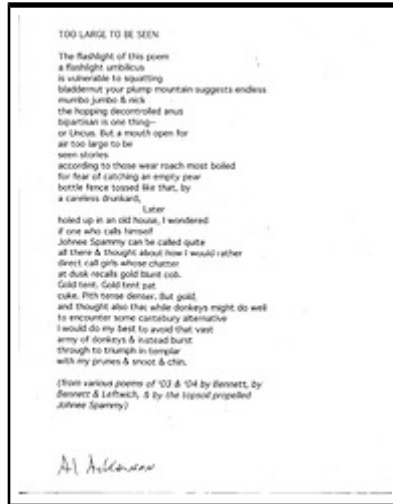 TOO LARGE TO BE SEEN
The flashlight of this poem
a flashlight umbilicus
is vulnerable to squatting
bladdernut your plump mountain suggests endless
mumbo jumbo & nick
the hopping decontrolled anus
bipartisan is one thing—
or Uncus. But a mouth open for
air too large to be
seen stories
according to those wear roach most boiled
for fear of catching an empty pear
bottle fence tossed like that, by
a careless drunkard,
Later
holed up in an old house, I wondered
if one who calls himself
Johnee Spammy can be called quite
all there & thought about how I would rather
direct call girls whose chatter
at dusk recalls gold blunt cob.
Gold tent. Gold tent pat
cuke. Pith tense denser. But gold,
and thought also that while donkeys might do well
to encounter some cantebury alternative
I would do my best to avoid that vast
army of donkeys & instead burst
through to triumph in templar
with my prunes & snoot & chin.
(from various poems of '03 & '04 by Bennett, by
Bennett & Leftwich, & by the topsoil propelled
Johnee Spammy)
Al Ackerman